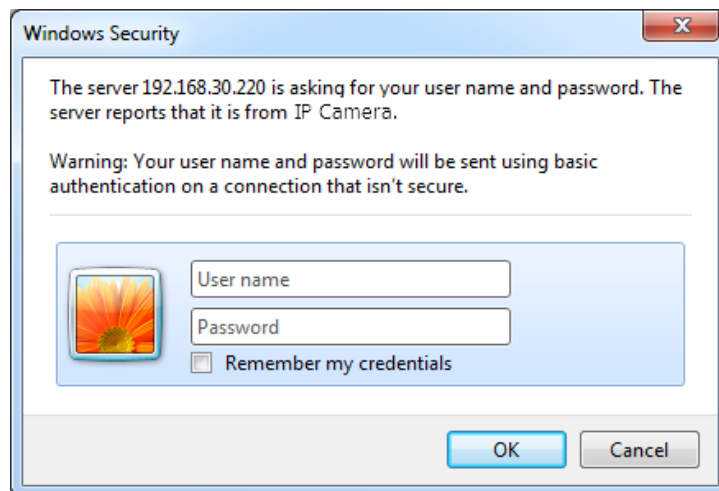 Windows Security
The server 192.168.30.220 is asking for your user name and password. The
server reports that it is from IP Camera.
Warning: Your user name and password will be sent using basic
authentication on a connection that isn't secure.
User name
Password
Remember my credentials
OK
Cancel